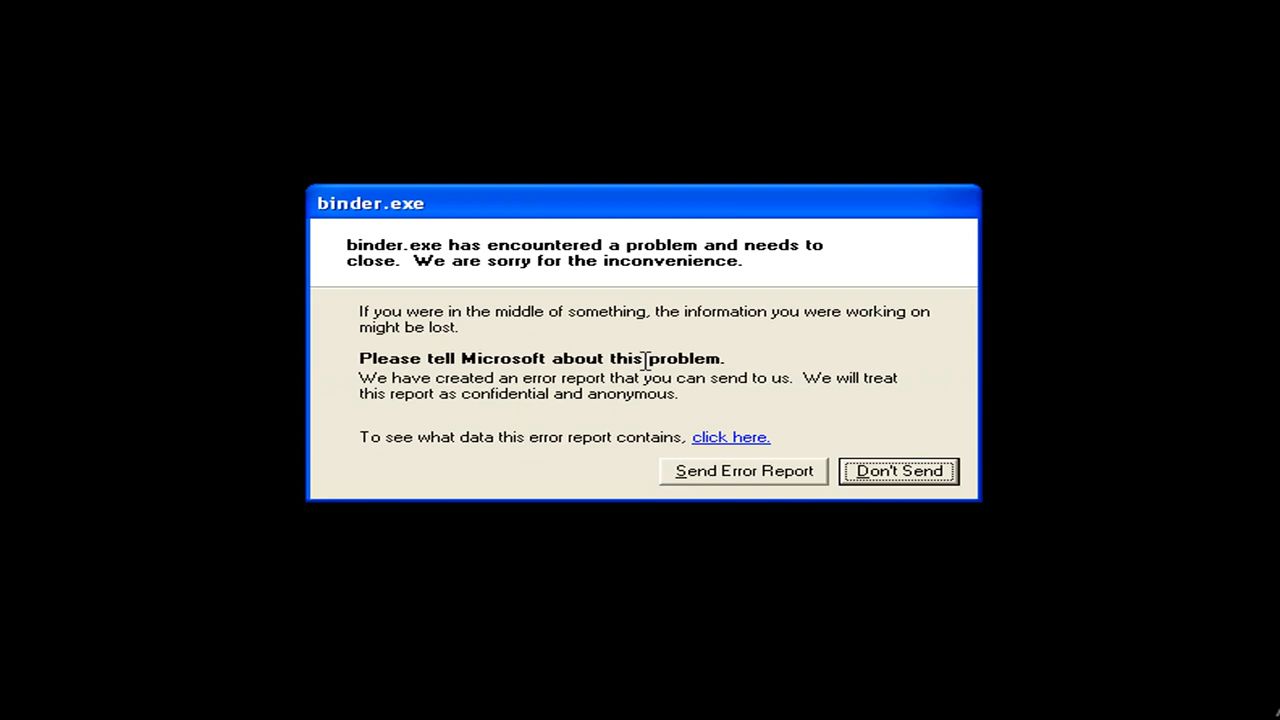 binder.exe
binder.exe has encountered a problem and needs to
close.  We are sorry for the inconvenience.
If you were in the middle of something, the information you were working on
might be lost.
Please tell Microsoft about this problem.
We have created an error report that you can send to us.  We will treat
this report as confidential and anonymous.
To see what data this error report contains, click here.
Send Error Report
Don't Send